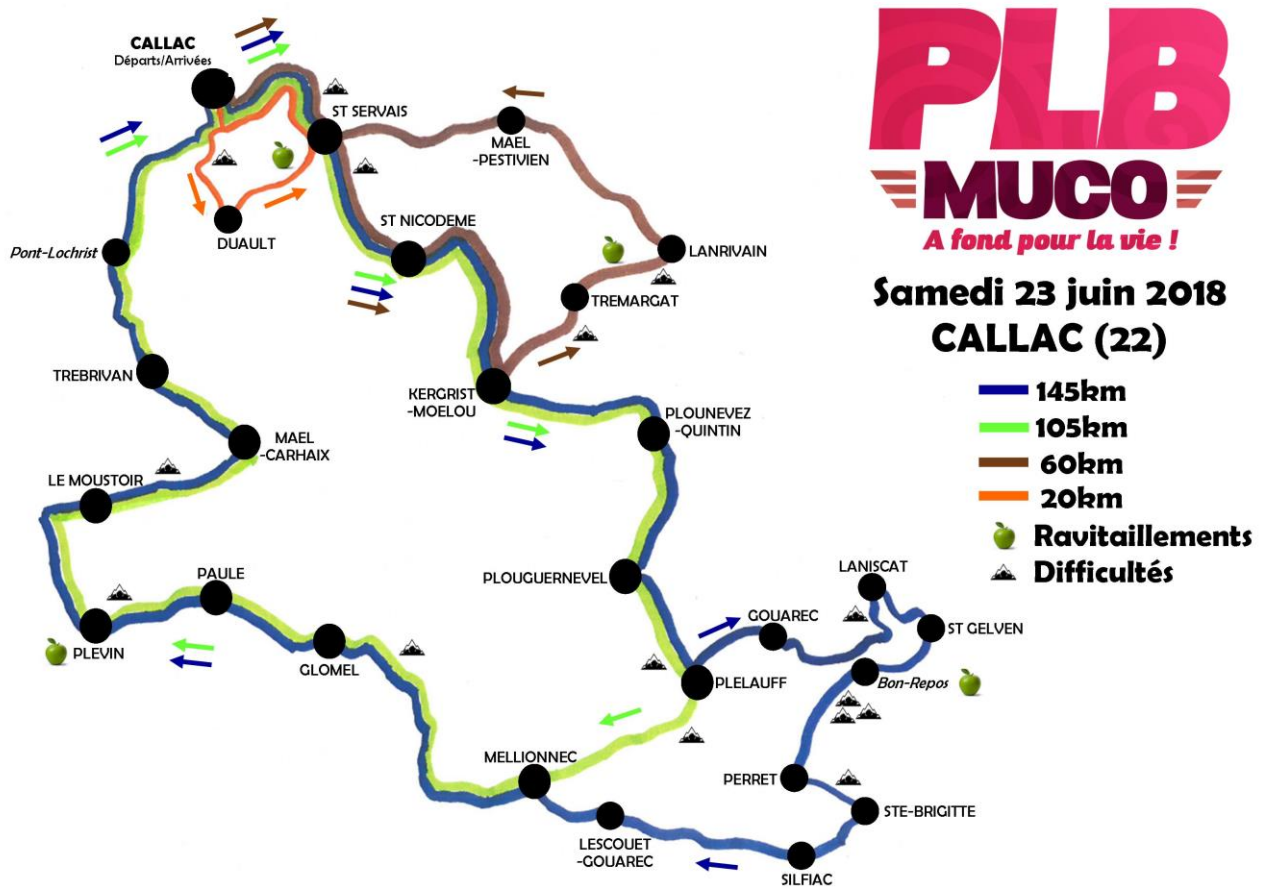 CALLAC
Départs/Arrivées
ST SERVAIS
MAEL
-PESTIVIEN
DUAULT
ST NICODEME
Pont-Lochrist
LANRIVAIN
TREMARGAT
TREBRIVAN
KERGRIST
-MOELOU
PLOUNEVEZ
-QUINTIN
MAEL
-CARHAIX
LE MOUSTOIR
PAULE
PLOUGUERNEVEL
LANISCAT
GOUAREC
ST GELVEN
PLEVIN
GLOMEL
PLELAUFF
Bon-Repos
MELLIONNEC
PERRET
STE-BRIGITTE
LESCOUET
-GOUAREC
SILFIAC
PLB
MUCO
A fond pour la vie !
Samedi 23 juin 2018
CALLAC (22)
145km
105km
60km
20km
Ravitaillements
Difficultés